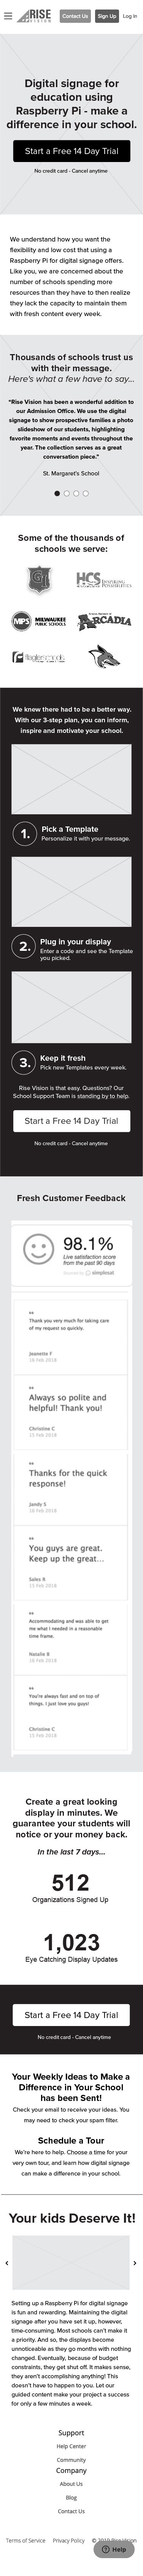 RISE
VISION
Contact Us
Sign Up
Log In
Digital signage for
education using
Raspberry Pi - make a
difference in your school.
Start a Free 14 Day Trial
No credit card - Cancel anytime
We understand how you want the
flexibility and low cost that using a
Raspberry Pi for digital signage offers.
Like you, we are concerned about the
number of schools spending more
resources than they have to then realize
they lack the capacity to maintain them
with fresh content every week.
Thousands of schools trust us
with their message.
Here's what a few have to say...
“Rise Vision has been a wonderful addition to
our Admission Office. We use the digital
signage to show prospective families a photo
slideshow of our students, highlighting
favorite moments and events throughout the
year. The collection serves as a great
conversation piece.”
St. Margaret's School
Some of the thousands of
schools we serve:
HCS
MPS
MILWAUKEE
PUBLIC SCHOOLS
ARCADIA
We knew there had to be a better way.
With our 3-step plan, you can inform,
inspire and motivate your school.
1.
Pick a Template
Personalize it with your message.
2.
Plug in your display
Enter a code and see the Template
you picked.
3.
Keep it fresh
Pick new Templates every week.
Rise Vision is that easy. Questions? Our
School Support Team is standing by to help.
Start a Free 14 Day Trial
No credit card - Cancel anytime
Fresh Customer Feedback
98.1%
Live satisfaction score
from the past 90 days
simplesat
Thank you very much for taking care
of my request so quickly.
Jeanette F
16 Feb 2018
Always so polite and
helpful! Thank you!
Christine C
15 Feb 2018
Thanks for the quick
response!
Jandy S
16 Feb 2018
You guys are great.
Keep up the great...
Sales R
15 Feb 2018
Accommodating and was able to get
me what I needed in a reasonable
time frame.
Natalie B
16 Feb 2018
You're always fast and on top of
things. I just love you guys!
Christine C
15 Feb 2018
Create a great looking
display in minutes. We
guarantee your students will
notice or your money back.
In the last 7 days...
512
Organizations Signed Up
1,023
Eye Catching Display Updates
Start a Free 14 Day Trial
No credit card - Cancel anytime
Your Weekly Ideas to Make a
Difference in Your School
has been Sent!
Check your email to receive your ideas. You
may need to check your spam filter.
Schedule a Tour
We're here to help. Choose a time for your
very own tour, and learn how digital signage
can make a difference in your school.
Your kids Deserve It!
Setting up a Raspberry Pi for digital signage
is fun and rewarding. Maintaining the digital
signage after you have set it up, however,
time-consuming. Most schools can't make it
a priority. And so, the displays become
unnoticeable as they go months with nothing
changed. Eventually, because of budget
constraints, they get shut off. It makes sense,
they aren't accomplishing anything! This
doesn't have to happen to you. Let our
guided content make your project a success
for only a few minutes a week.
Support
Help Center
Community
Company
About Us
Blog
Contact Us
Terms of Service
Privacy Policy
© 2019 Rise Vision
Help